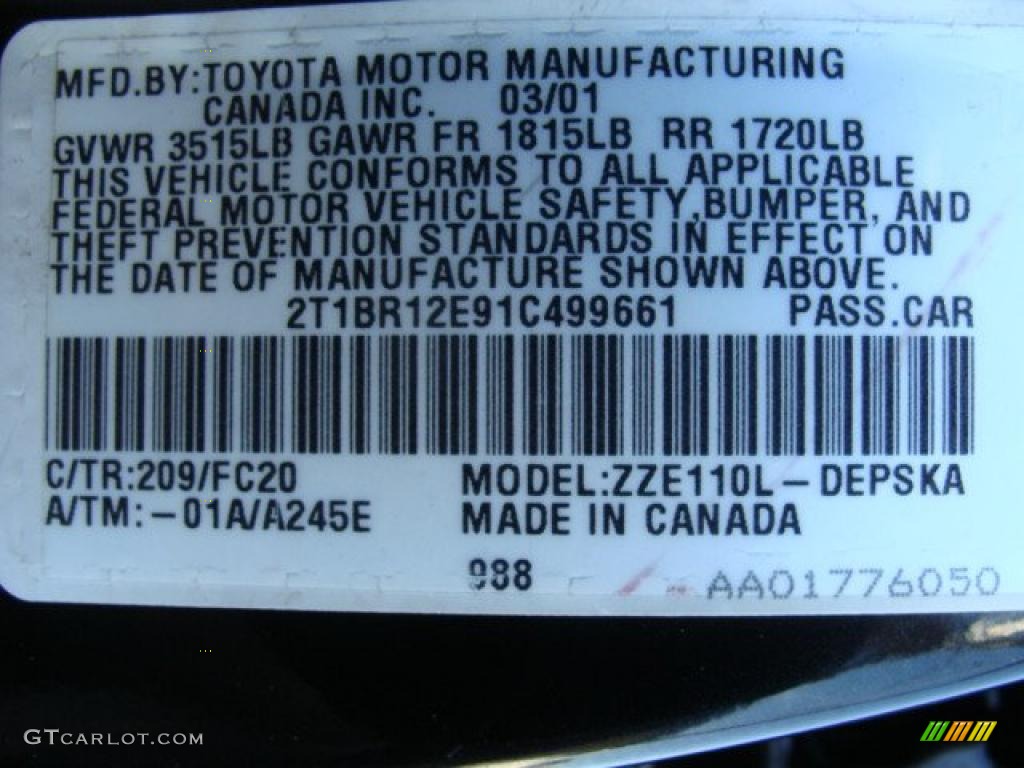 MFD.BY:TOYOTA MOTOR MANUFACTURING
CANADA INC. 03/01
GVWR 3515LB GAWR FR 1815LB RR 1720LB
THIS VEHICLE CONFORMS TO ALL APPLICABLE
FEDERAL MOTOR VEHICLE SAFETY,BUMPER, AND
THEFT PREVENTION STANDARDS IN EFFECT ON
THE DATE OF MANUFACTURE SHOWN ABOVE.
2T1BR12E91C499661 PASS.CAR
C/TR:209/FC20 MODEL:ZZE110L-DEPSKA
A/TM:-01A/A245E MADE IN CANADA
988
AA01776050
GTCARLOT.COM